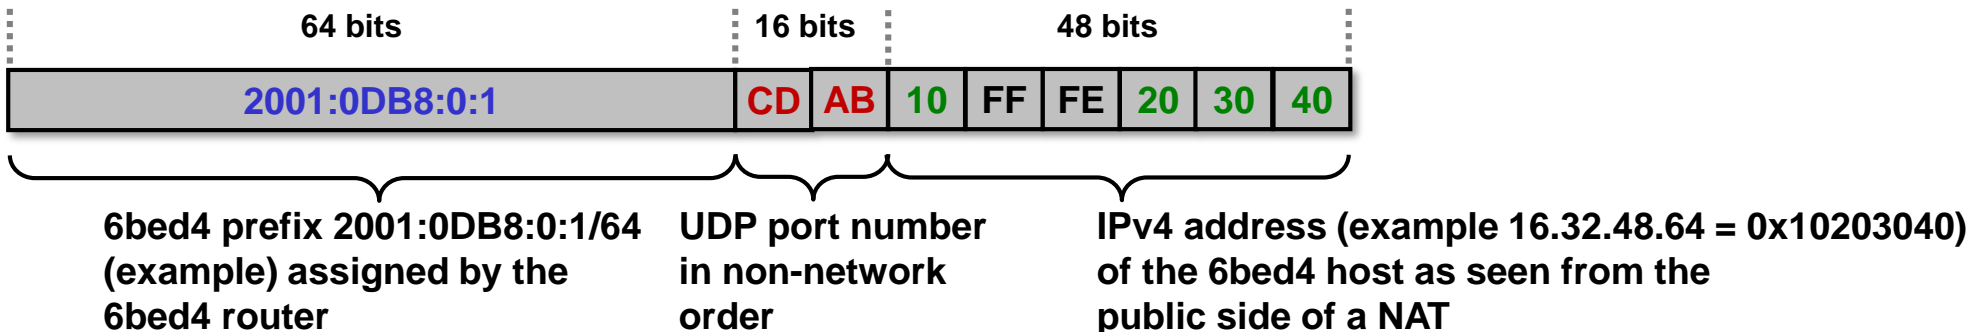 64 bits 16 bits 48 bits
2001:0DB8:0:1 CD AB 10 FF FE 20 30 40
6bed4 prefix 2001:0DB8:0:1/64
(example) assigned by the
6bed4 router
UDP port number
in non-network
order
IPv4 address (example 16.32.48.64 = 0x10203040)
of the 6bed4 host as seen from the
public side of a NAT